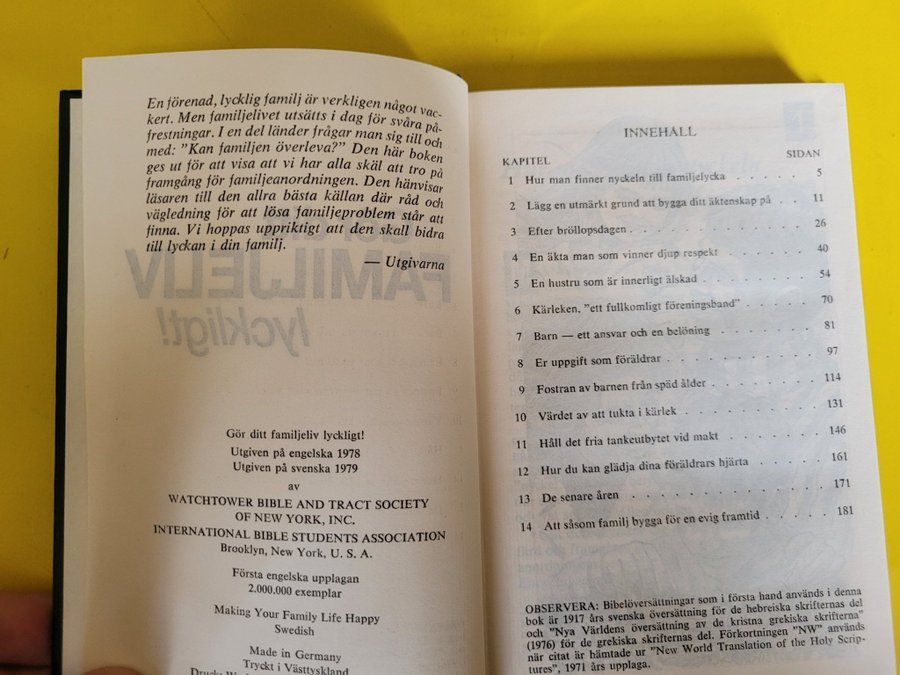 En förenad, lycklig familj är verkligen något vac-
kert. Men familjelivet utsätts i dag för svåra på-
frestningar. I en del länder frågar man sig till och
med: "Kan familjen överleva?" Den här boken
ges ut för att visa att vi har alla skäl att tro på
framgång för familjeanordningen. Den hänvisar
läsaren till den allra bästa källan där råd och
vägledning för att lösa familjeproblem står att
finna. Vi hoppas uppriktigt att den skall bidra
till lyckan i din familj.
— Utgivarna
FAMILJELIV
lyckligt!
Gör ditt familjeliv lyckligt!
Utgiven på engelska 1978
Utgiven på svenska 1979
av
WATCHTOWER BIBLE AND TRACT SOCIETY
OF NEW YORK, INC.
INTERNATIONAL BIBLE STUDENTS ASSOCIATION
Brooklyn, New York, U. S. A.
Första engelska upplagan
2.000.000 exemplar
Making Your Family Life Happy
Swedish
Made in Germany
Tryckt i Västtyskland
INNEHÅLL
KAPITEL SIDAN
1 Hur man finner nyckeln till familjelycka . . . . . 5
2 Lägg en utmärkt grund att bygga ditt äktenskap på . . 11
3 Efter bröllopsdagen . . . . . . . . . . . 26
4 En äkta man som vinner djup respekt . . . . . . 40
5 En hustru som är innerligt älskad . . . . . . . 54
6 Kärleken, "ett fullkomligt föreningsband" . . . . . 70
7 Barn — ett ansvar och en belöning . . . . . . . 81
8 Er uppgift som föräldrar . . . . . . . . . 97
9 Fostran av barnen från späd ålder . . . . . . . 114
10 Värdet av att tukta i kärlek . . . . . . . . 131
11 Håll det fria tankeutbytet vid makt . . . . . . 146
12 Hur du kan glädja dina föräldrars hjärta . . . . . 161
13 De senare åren . . . . . . . . . . . . 171
14 Att såsom familj bygga för en evig framtid . . . . . 181
OBSERVERA: Bibelöversättningar som i första hand används i denna
bok är 1917 års svenska översättning för de hebreiska skrifternas del
och "Nya Världens översättning av de kristna grekiska skrifterna"
(1976) för de grekiska skrifternas del. Förkortningen "NW" används
när citat är hämtade ur "New World Translation of the Holy Scrip-
tures", 1971 års upplaga.